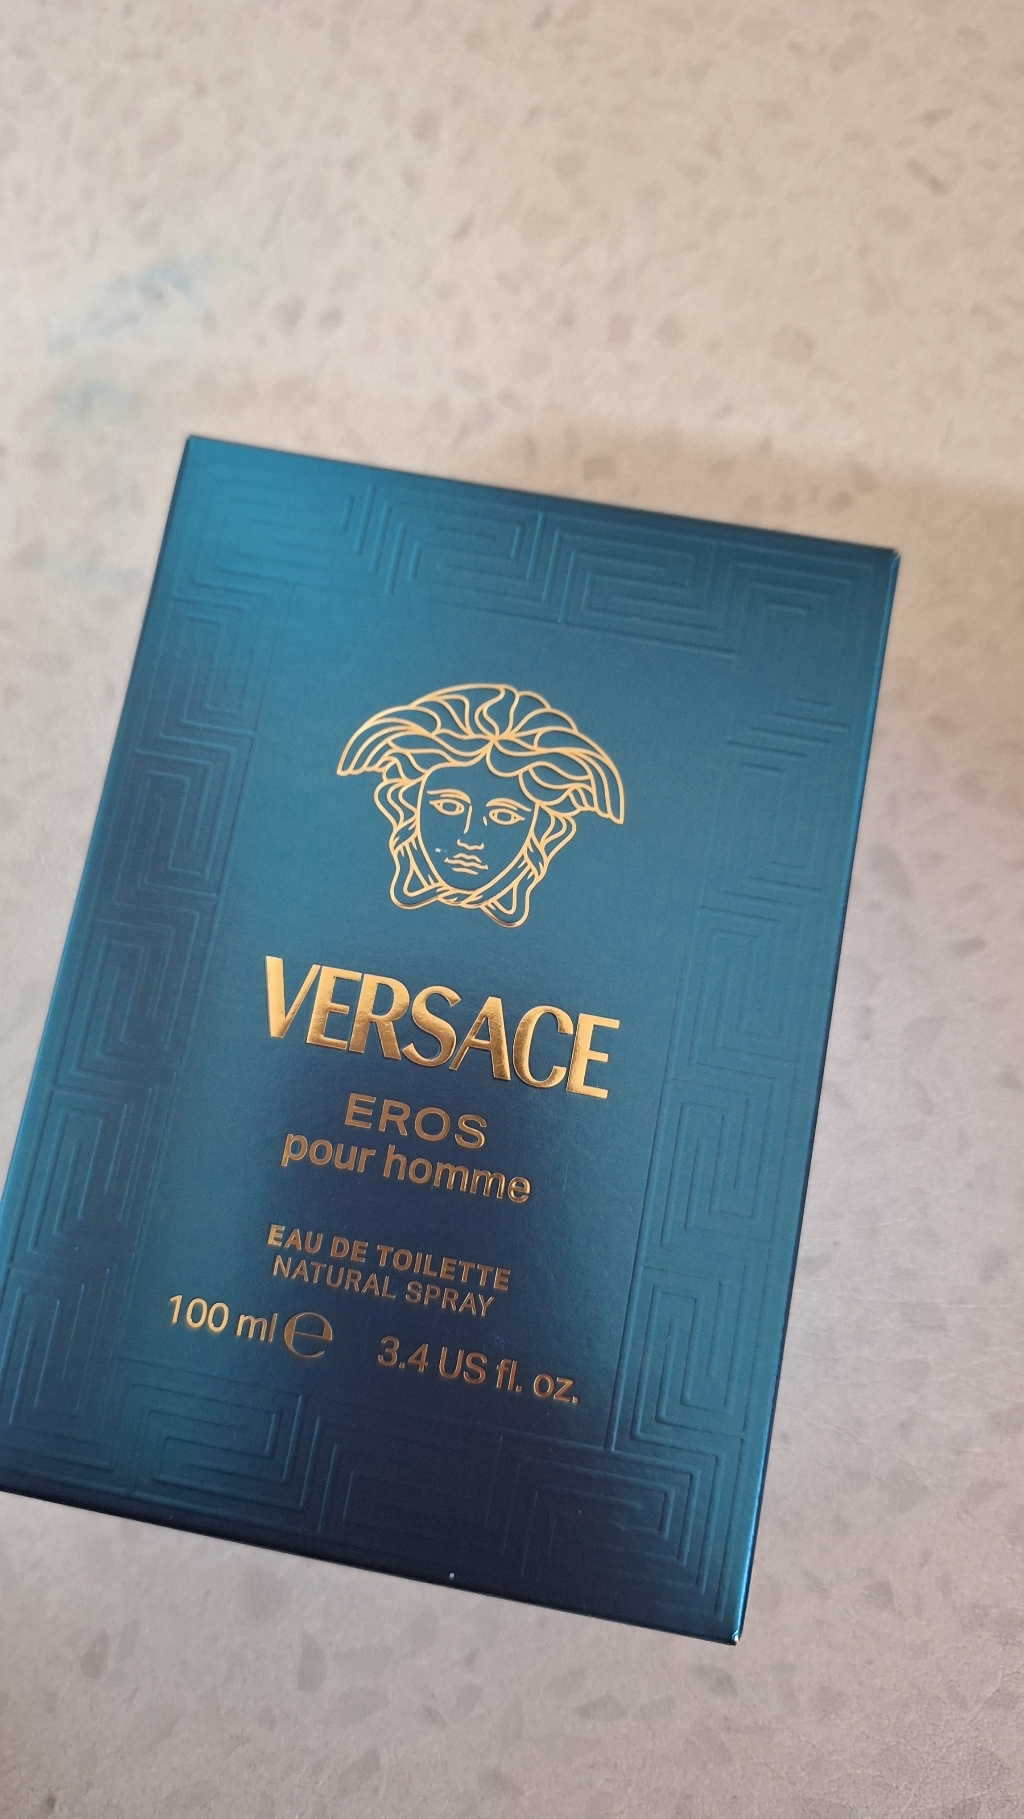 VERSACE
EROS
pour homme
EAU DE TOILETTE
NATURAL SPRAY
100 ml ℮ 3.4 US fl. oz.